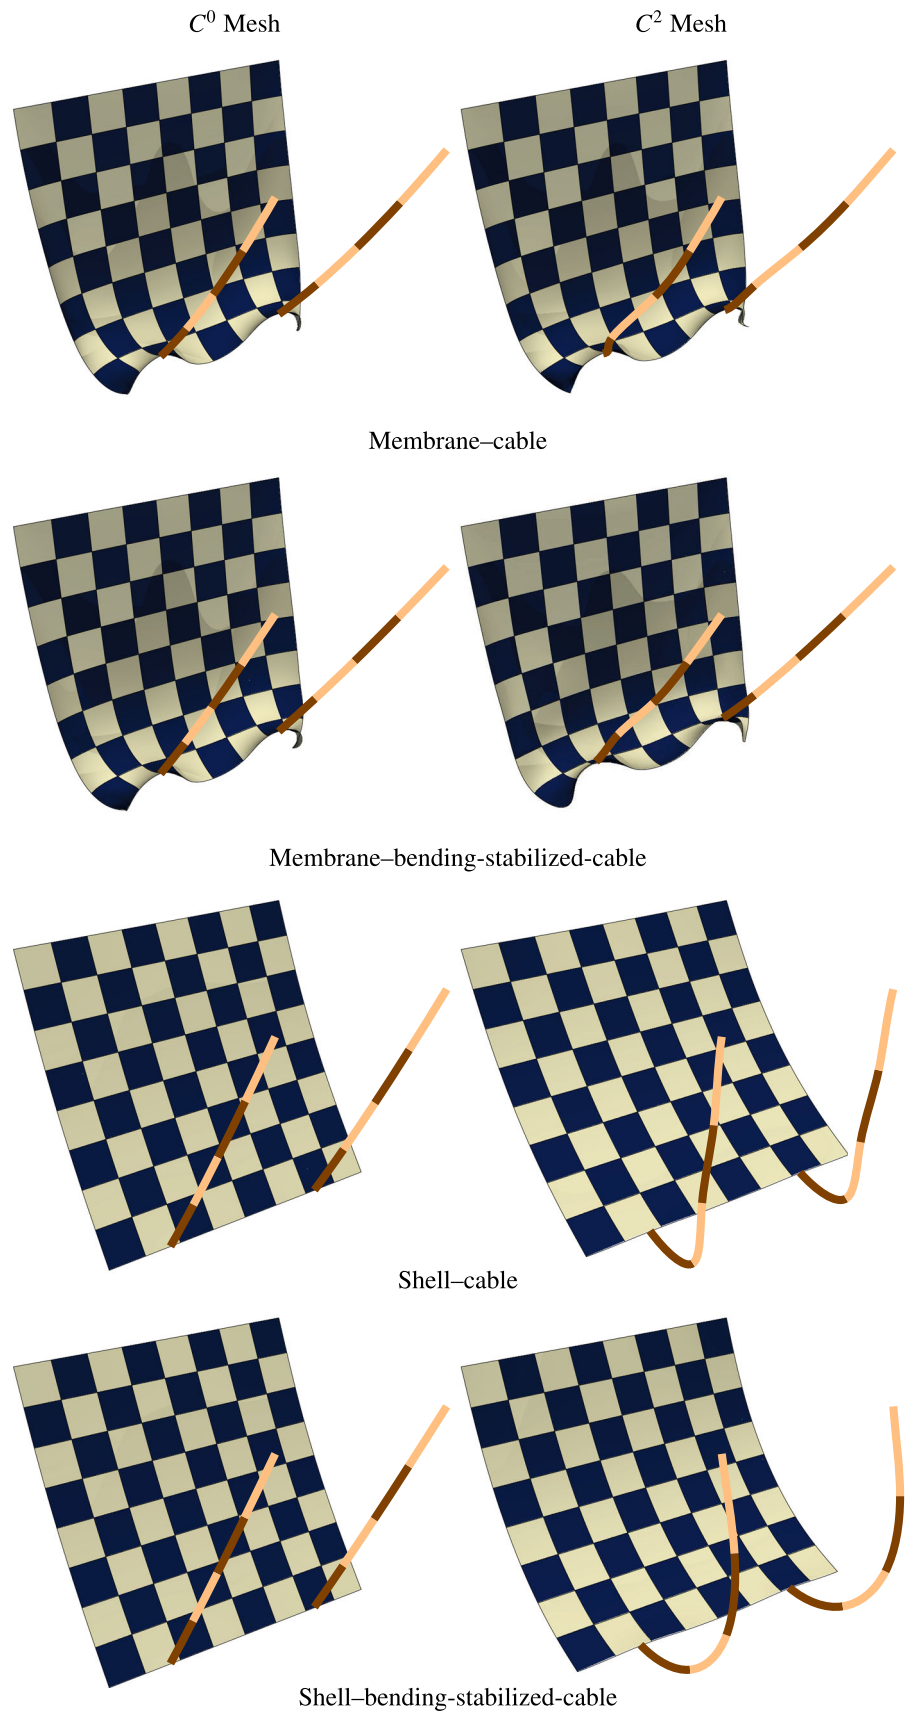 C⁰ Mesh
C² Mesh
Membrane–cable
Membrane–bending-stabilized-cable
Shell–cable
Shell–bending-stabilized-cable